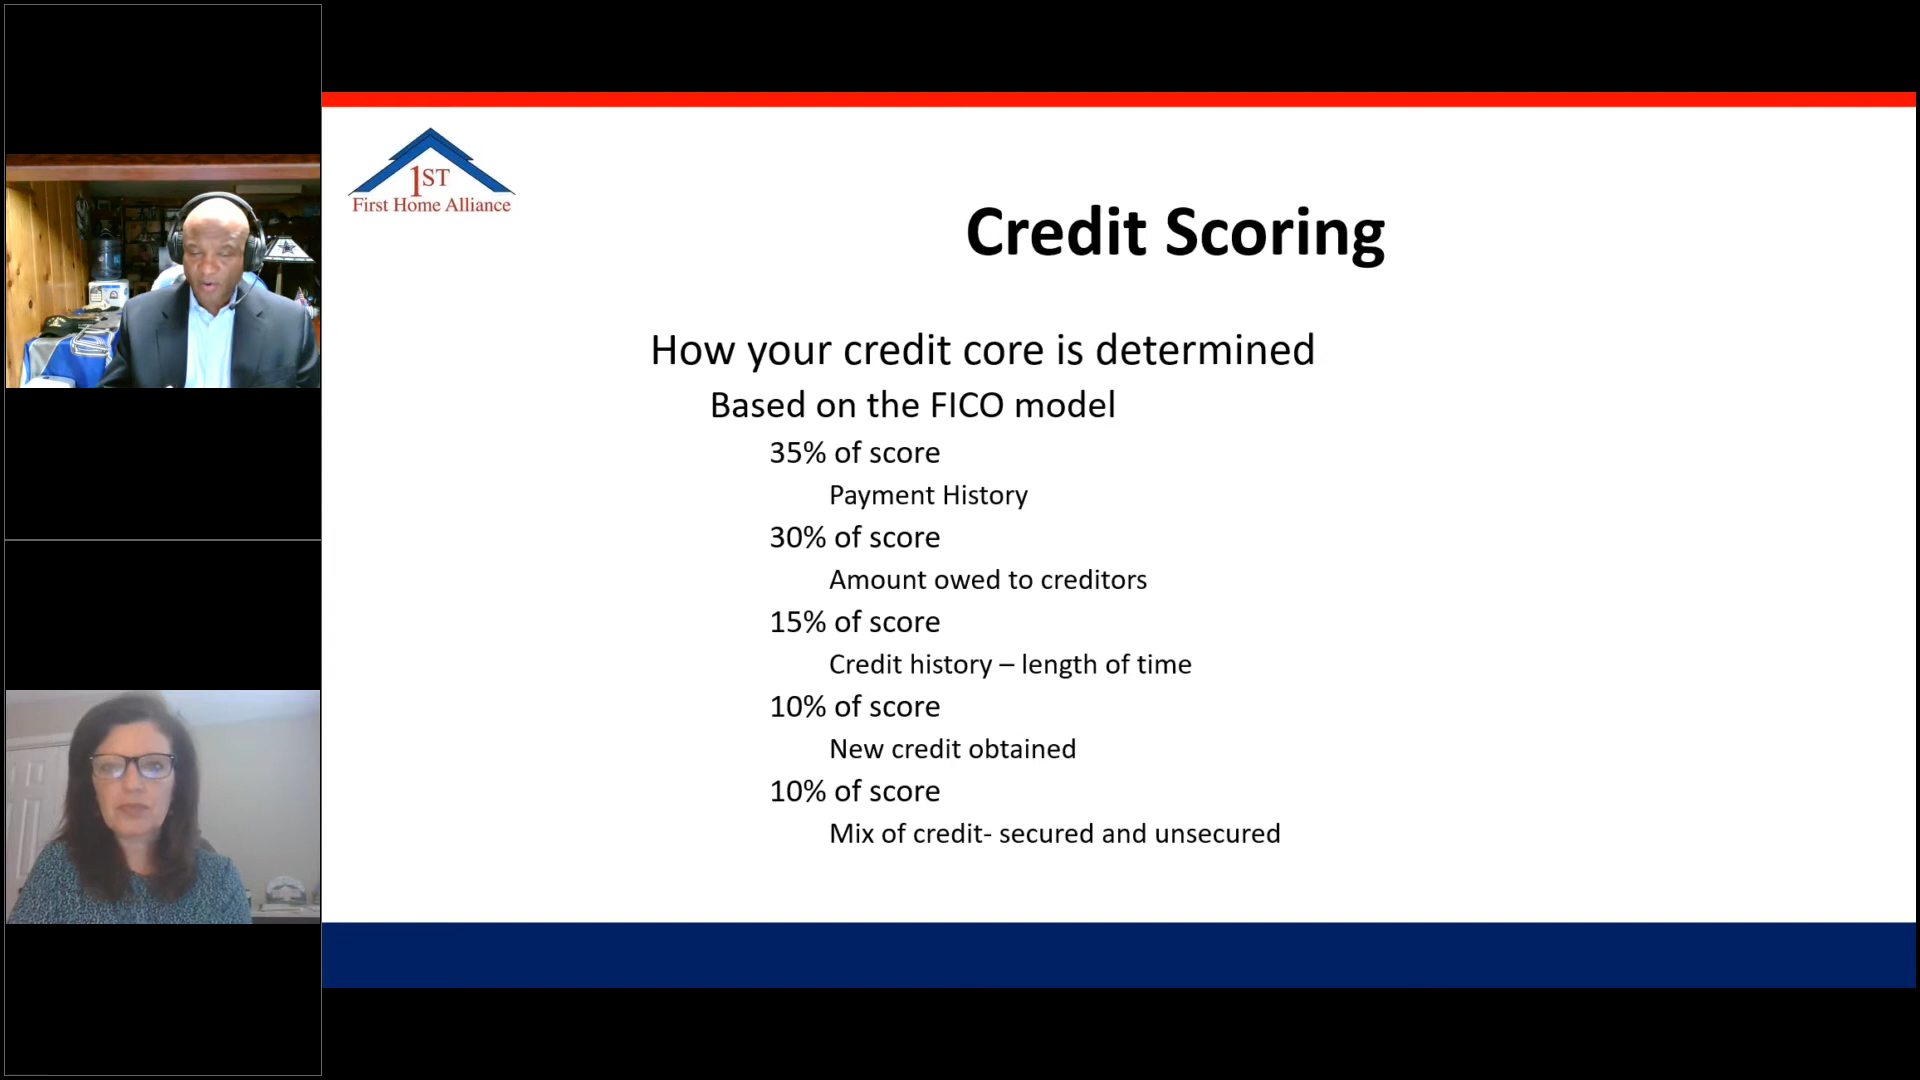 1ST
First Home Alliance
Credit Scoring
How your credit core is determined
Based on the FICO model
35% of score
Payment History
30% of score
Amount owed to creditors
15% of score
Credit history – length of time
10% of score
New credit obtained
10% of score
Mix of credit- secured and unsecured